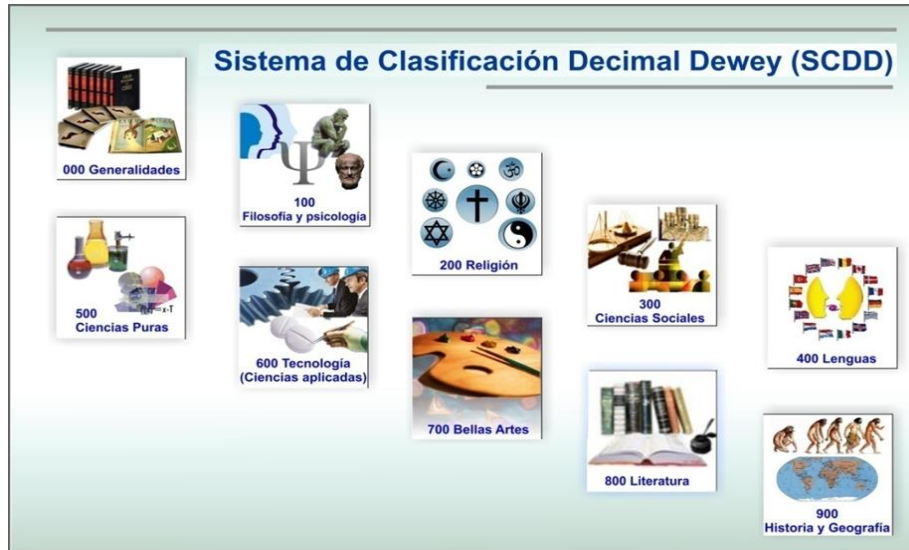 Sistema de Clasificación Decimal Dewey (SCDD)
000 Generalidades
100
Filosofía y psicología
200 Religión
300
Ciencias Sociales
400 Lenguas
500
Ciencias Puras
600 Tecnología
(Ciencias aplicadas)
700 Bellas Artes
800 Literatura
900
Historia y Geografía